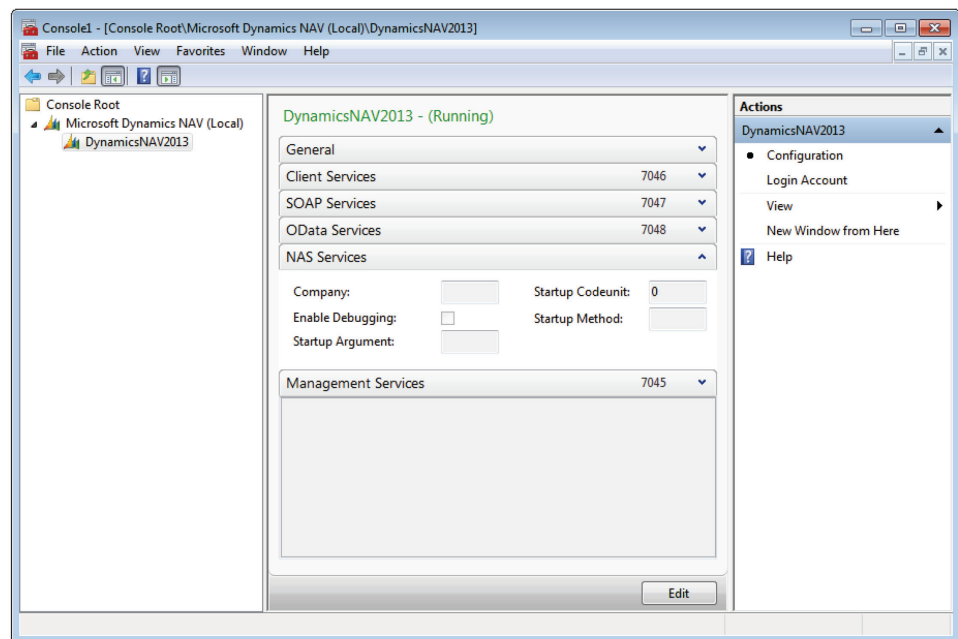 Console1 - [Console Root\Microsoft Dynamics NAV (Local)\DynamicsNAV2013]
File Action View Favorites Window Help
Console Root
Microsoft Dynamics NAV (Local)
DynamicsNAV2013
DynamicsNAV2013 - (Running)
General
Client Services 7046
SOAP Services 7047
OData Services 7048
NAS Services
Company: Startup Codeunit: 0
Enable Debugging: Startup Method:
Startup Argument:
Management Services 7045
Edit
Actions
DynamicsNAV2013
Configuration
Login Account
View
New Window from Here
? Help